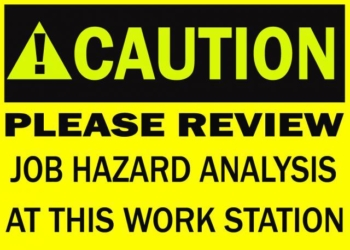 CAUTION
PLEASE REVIEW
JOB HAZARD ANALYSIS
AT THIS WORK STATION